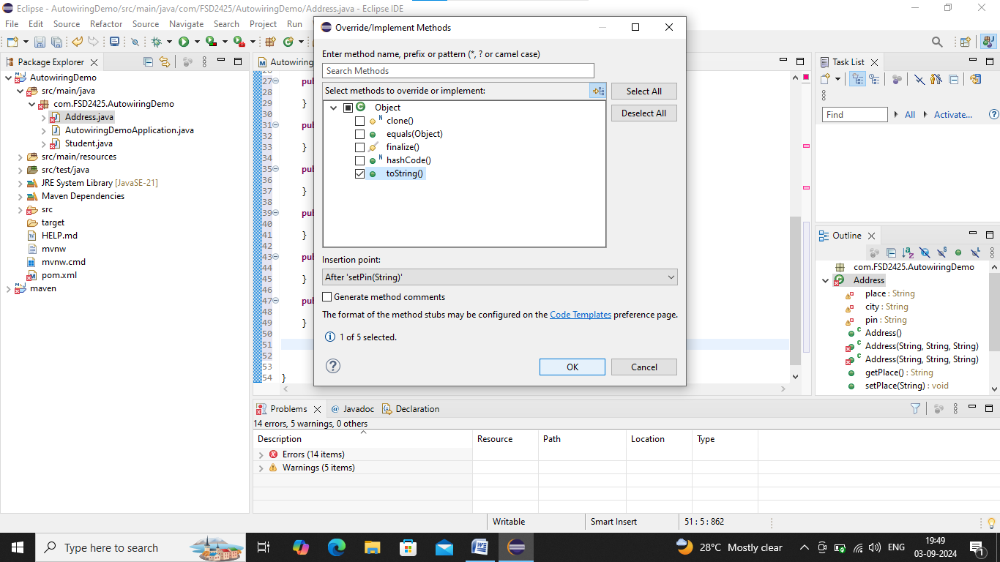 Eclipse - AutowiringDemo/src/main/java/com/FSD2425/AutowiringDemo/Address.java - Eclipse IDE
File Edit Source Refactor Source Navigate Search Project Run
Package Explorer
AutowiringDemo
src/main/java
com.FSD2425.AutowiringDemo
Address.java
AutowiringDemoApplication.java
Student.java
src/main/resources
src/test/java
JRE System Library [JavaSE-21]
Maven Dependencies
src
target
HELP.md
mvnw
mvnw.cmd
pom.xml
maven
Autowiring
26
27 pub
28
29 }
30
31 pub
32
33 }
34
35 pub
36
37 }
38
39 pub
40
41 }
42
43 pub
44
45 }
46
47 pub
48
49 }
50
51
52
53
54 }
Override/Implement Methods
Enter method name, prefix or pattern (*, ? or camel case)
Search Methods
Select methods to override or implement:
Select All
Deselect All
Object
clone()
equals(Object)
finalize()
hashCode()
toString()
Insertion point:
After 'setPin(String)'
Generate method comments
The format of the method stubs may be configured on the Code Templates preference page.
1 of 5 selected.
OK Cancel
Task List
Find All Activate...
Outline
com.FSD2425.AutowiringDemo
Address
place : String
city : String
pin : String
Address()
Address(String, String, String)
Address(String, String, String)
getPlace() : String
setPlace(String) : void
Problems Javadoc Declaration
14 errors, 5 warnings, 0 others
Description Resource Path Location Type
Errors (14 items)
Warnings (5 items)
Writable Smart Insert 51 : 5 : 862
Type here to search
28°C Mostly clear
ENG
19:49
03-09-2024
1